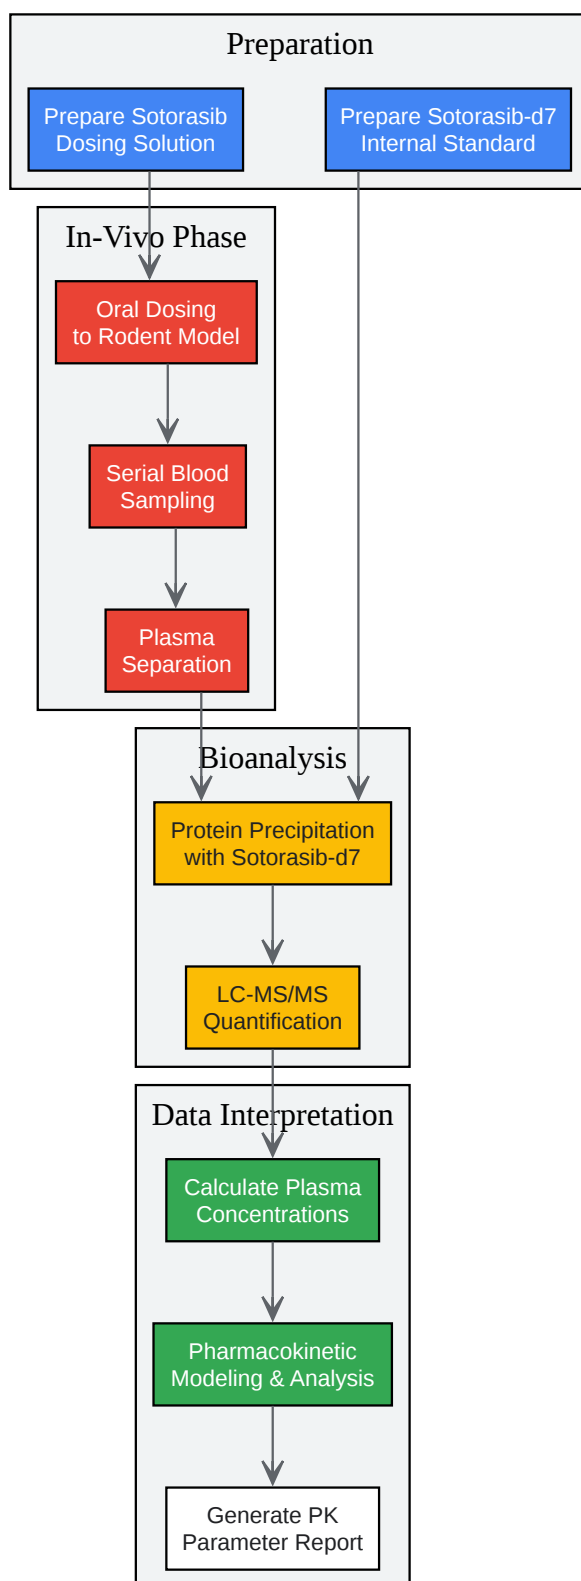 Preparation
Prepare Sotorasib
Dosing Solution
Prepare Sotorasib-d7
Internal Standard
In-Vivo Phase
Oral Dosing
to Rodent Model
Serial Blood
Sampling
Plasma
Separation
Bioanalysis
Protein Precipitation
with Sotorasib-d7
LC-MS/MS
Quantification
Data Interpretation
Calculate Plasma
Concentrations
Pharmacokinetic
Modeling & Analysis
Generate PK
Parameter Report